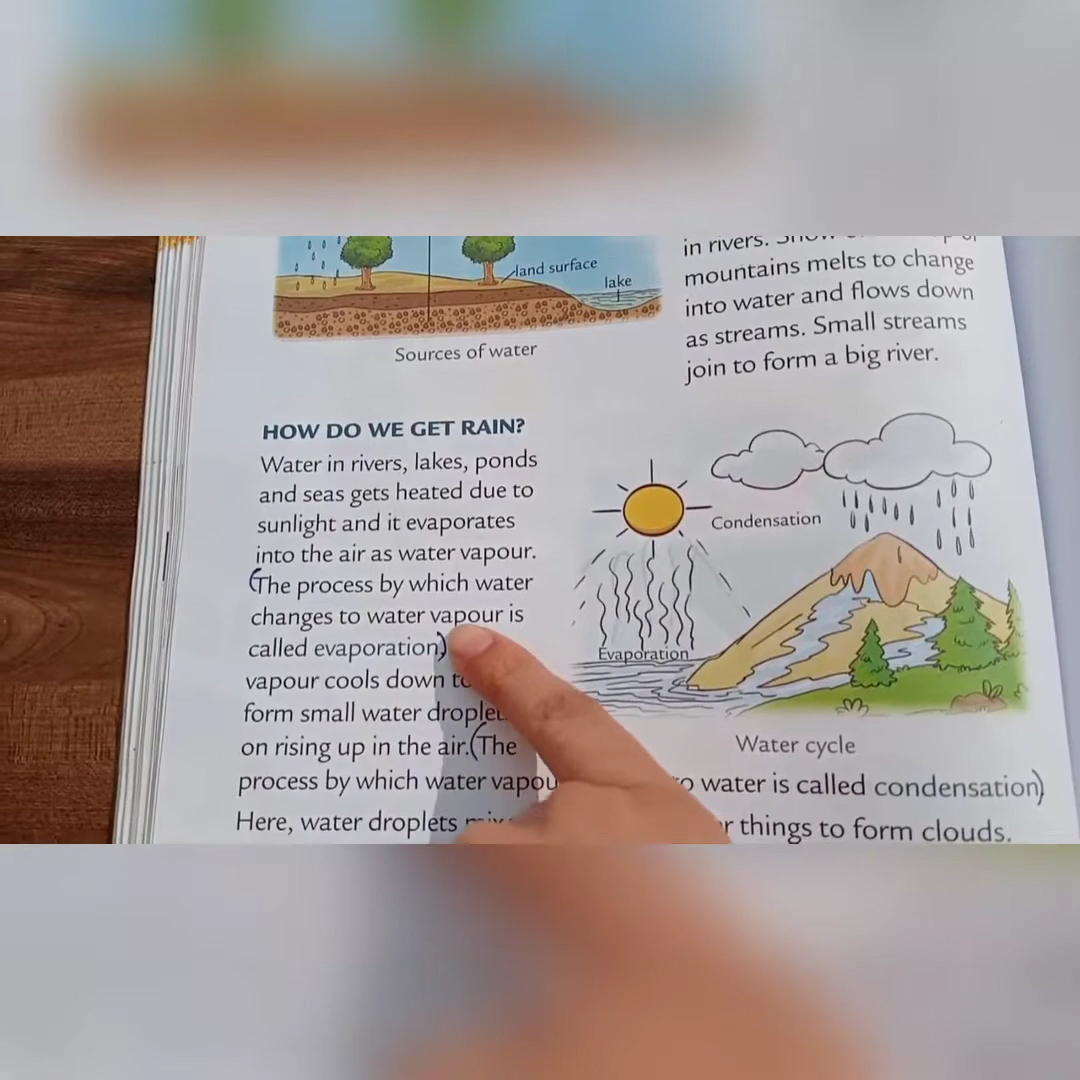 land surface
lake
Sources of water
in rivers.
mountains melts to change
into water and flows down
as streams. Small streams
join to form a big river.
HOW DO WE GET RAIN?
Water in rivers, lakes, ponds
and seas gets heated due to
sunlight and it evaporates
into the air as water vapour.
(The process by which water
changes to water vapour is
called evaporation)
vapour cools down
form small water
on rising up in the air.(The
process by which water water is called condensation)
Here, water droplets things to form clouds.
Condensation
Evaporation
Water cycle